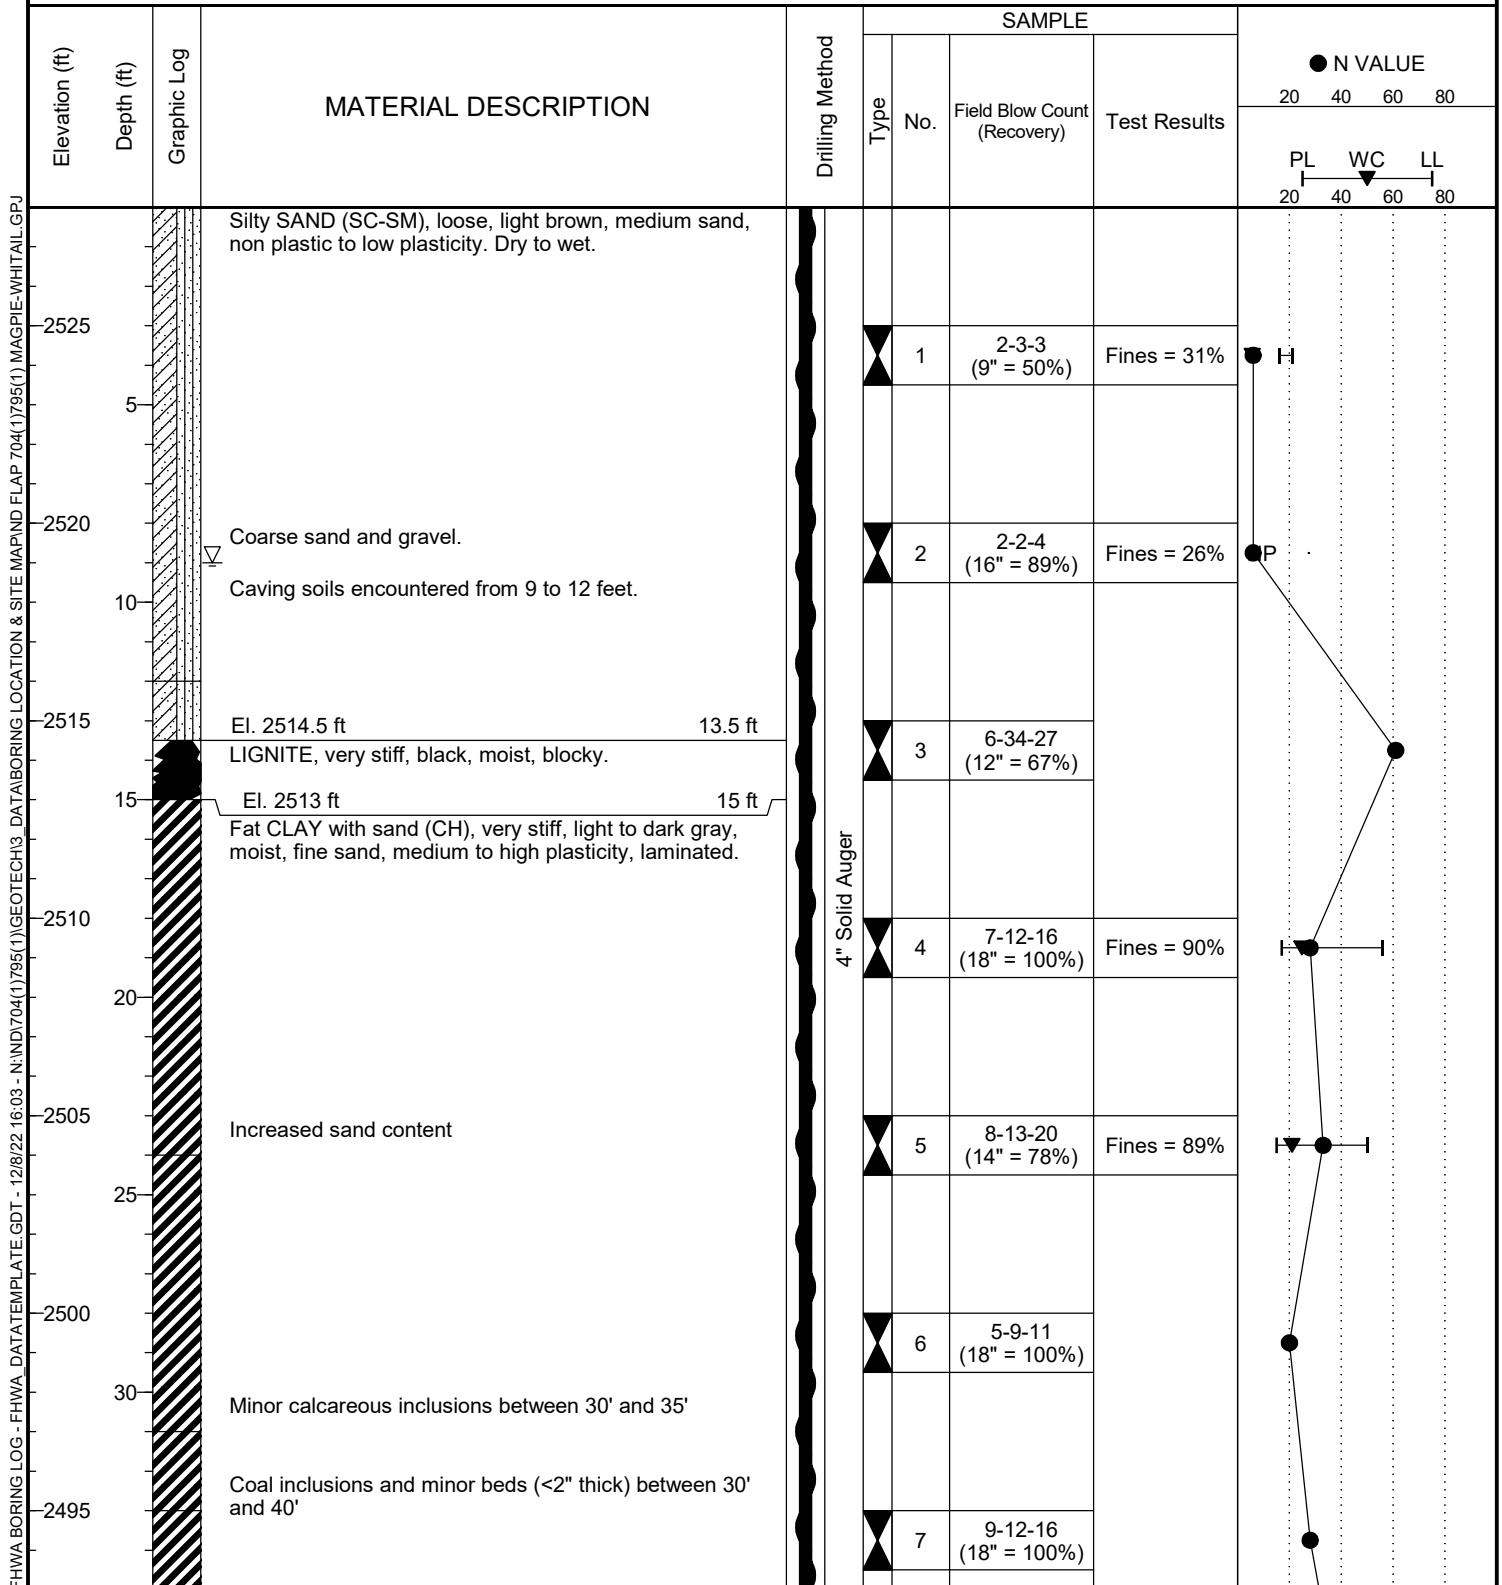 SAMPLE
Elevation (ft)
Depth (ft)
Graphic Log
MATERIAL DESCRIPTION
Drilling Method
Type
No.
Field Blow Count
(Recovery)
Test Results
N VALUE
20 40 60 80
PL WC LL
20 40 60 80
Silty SAND (SC-SM), loose, light brown, medium sand,
non plastic to low plasticity. Dry to wet.
2525
1
2-3-3
(9" = 50%)
Fines = 31%
5
2520
Coarse sand and gravel.
2
2-2-4
(16" = 89%)
Fines = 26%
Caving soils encountered from 9 to 12 feet.
10
2515
El. 2514.5 ft 13.5 ft
LIGNITE, very stiff, black, moist, blocky.
3
6-34-27
(12" = 67%)
15
El. 2513 ft 15 ft
Fat CLAY with sand (CH), very stiff, light to dark gray,
moist, fine sand, medium to high plasticity, laminated.
4" Solid Auger
2510
4
7-12-16
(18" = 100%)
Fines = 90%
20
2505
Increased sand content
5
8-13-20
(14" = 78%)
Fines = 89%
25
2500
6
5-9-11
(18" = 100%)
30
Minor calcareous inclusions between 30' and 35'
Coal inclusions and minor beds (<2" thick) between 30'
and 40'
2495
7
9-12-16
(18" = 100%)
FHWA BORING LOG - FHWA_DATATEMPLATE.GDT - 12/8/22 16:03 - N:\ND\704(1)\795(1)\GEOTECH\3_DATA\BORING LOCATION & SITE MAP\ND FLAP 704(1)795(1) MAGPIE-WHITAIL.GPJ